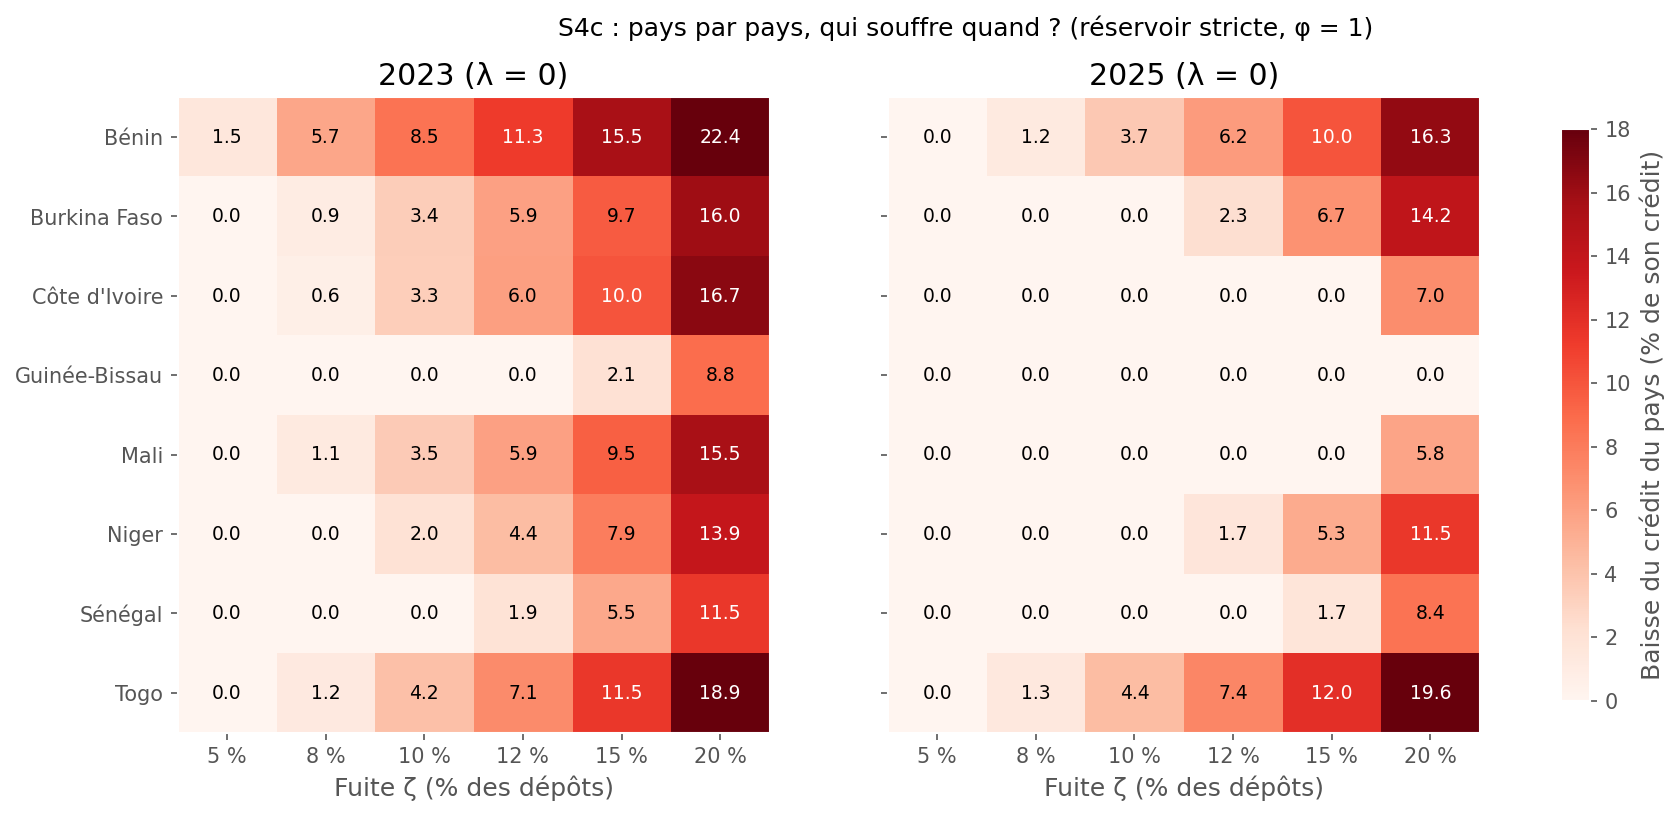 S4c : pays par pays, qui souffre quand ? (réservoir stricte, φ = 1)
2023 (λ = 0)
Bénin 1.5 5.7 8.5 11.3 15.5 22.4
Burkina Faso 0.0 0.9 3.4 5.9 9.7 16.0
Côte d'Ivoire 0.0 0.6 3.3 6.0 10.0 16.7
Guinée-Bissau 0.0 0.0 0.0 0.0 2.1 8.8
Mali 0.0 1.1 3.5 5.9 9.5 15.5
Niger 0.0 0.0 2.0 4.4 7.9 13.9
Sénégal 0.0 0.0 0.0 1.9 5.5 11.5
Togo 0.0 1.2 4.2 7.1 11.5 18.9
5 % 8 % 10 % 12 % 15 % 20 %
Fuite ζ (% des dépôts)
2025 (λ = 0)
0.0 1.2 3.7 6.2 10.0 16.3
0.0 0.0 0.0 2.3 6.7 14.2
0.0 0.0 0.0 0.0 0.0 7.0
0.0 0.0 0.0 0.0 0.0 0.0
0.0 0.0 0.0 0.0 0.0 5.8
0.0 0.0 0.0 1.7 5.3 11.5
0.0 0.0 0.0 0.0 1.7 8.4
0.0 1.3 4.4 7.4 12.0 19.6
5 % 8 % 10 % 12 % 15 % 20 %
Fuite ζ (% des dépôts)
18
16
14
12
10
8
6
4
2
0
Baisse du crédit du pays (% de son crédit)